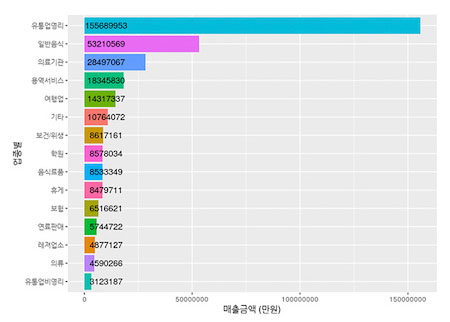 유통업영리 155689953
일반음식 53210569
의료기관 28497067
용역서비스 18345830
여행업 14317337
기타 10764072
보건/위생 8617161
학원 8578034
음식료품 8533349
휴게 8479711
보험 6516621
연료판매 5744722
레져업소 4877127
의류 4590266
유통업비영리 3123187
업종별
0 50000000 100000000 150000000
매출금액 (만원)